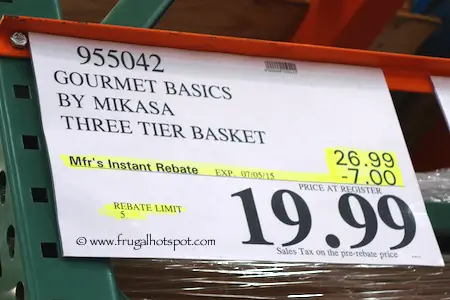 955042
GOURMET BASICS
BY MIKASA
THREE TIER BASKET
26.99
Mfr's Instant Rebate EXP. 07/05/15 -7.00
PRICE AT REGISTER
REBATE LIMIT
5
19.99
Sales Tax on the pre-rebate price
© www.frugalhotspot.com